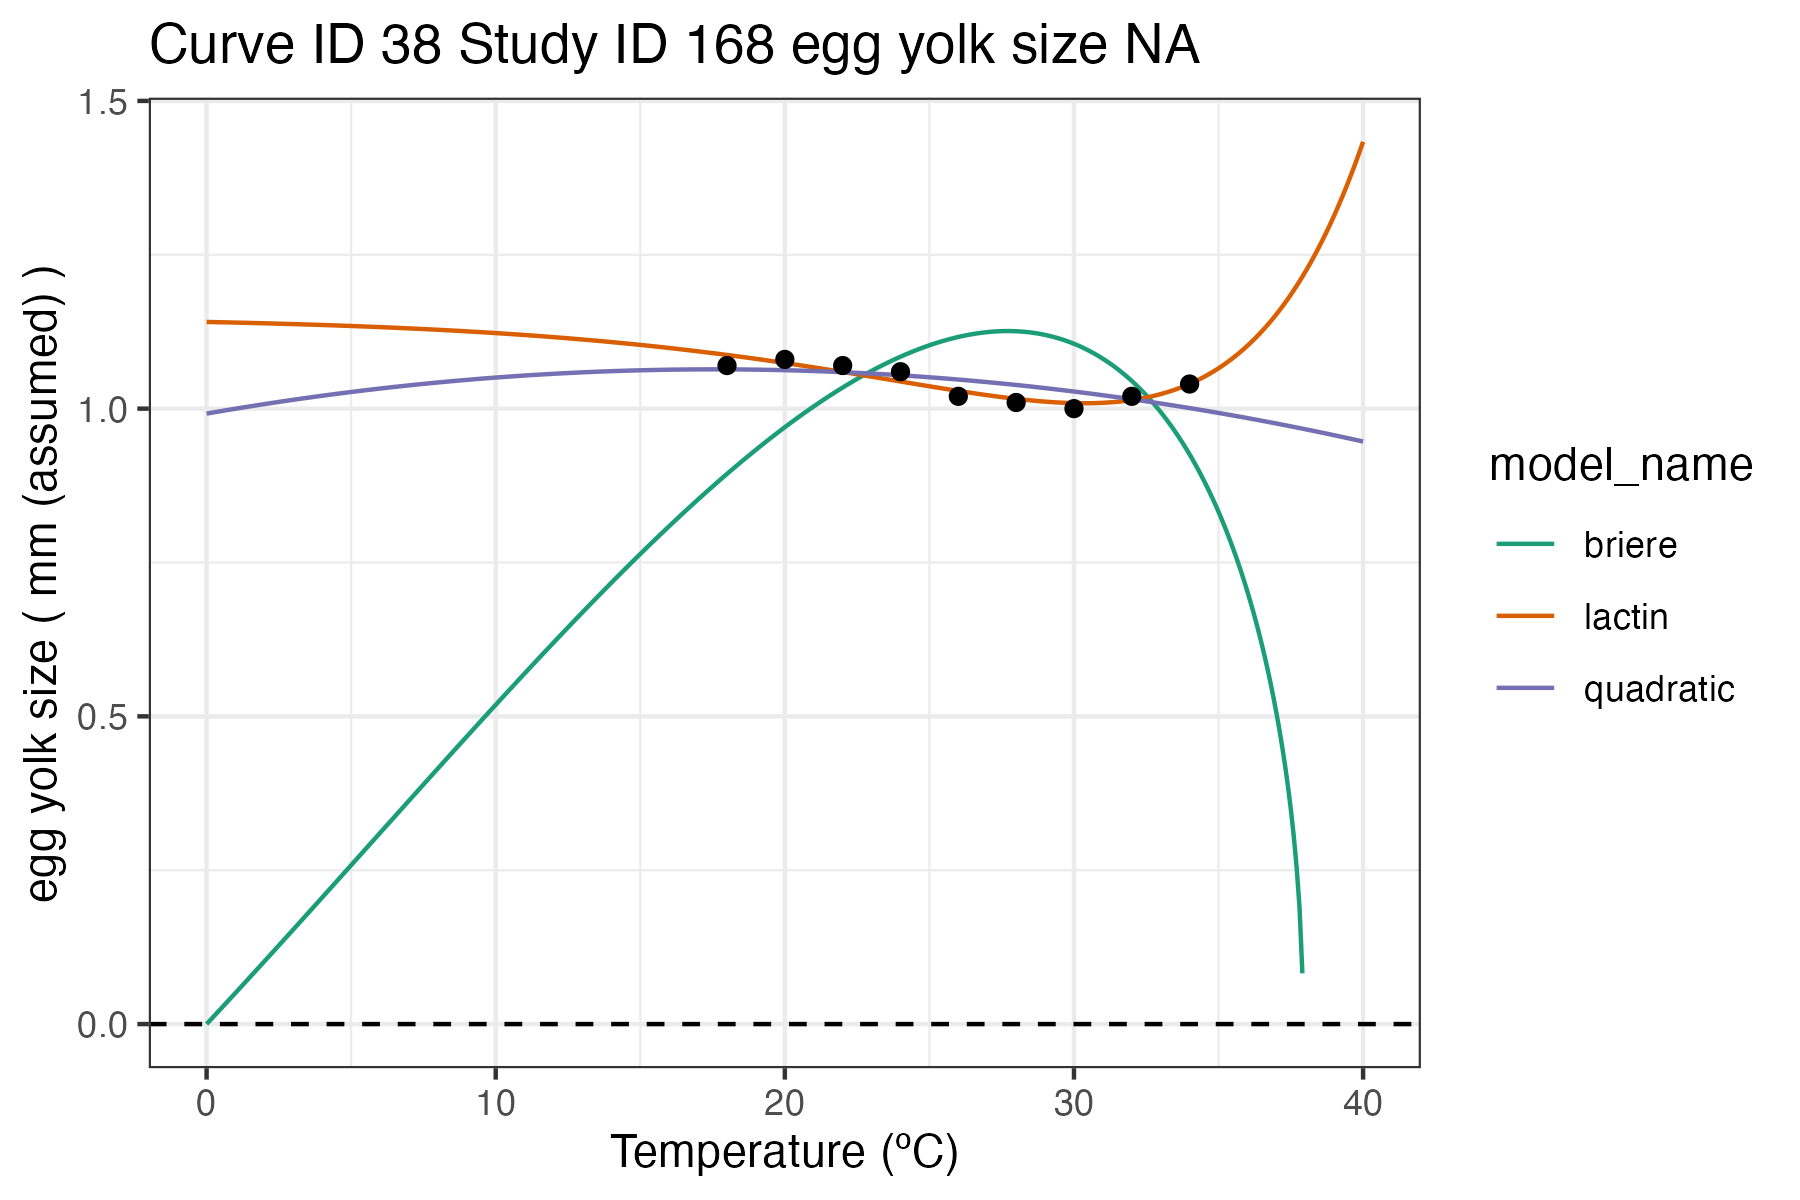 Curve ID 38 Study ID 168 egg yolk size NA
egg yolk size ( mm (assumed) )
1.5
1.0
0.5
0.0
0 10 20 30 40
Temperature (ºC)
model_name
briere
lactin
quadratic